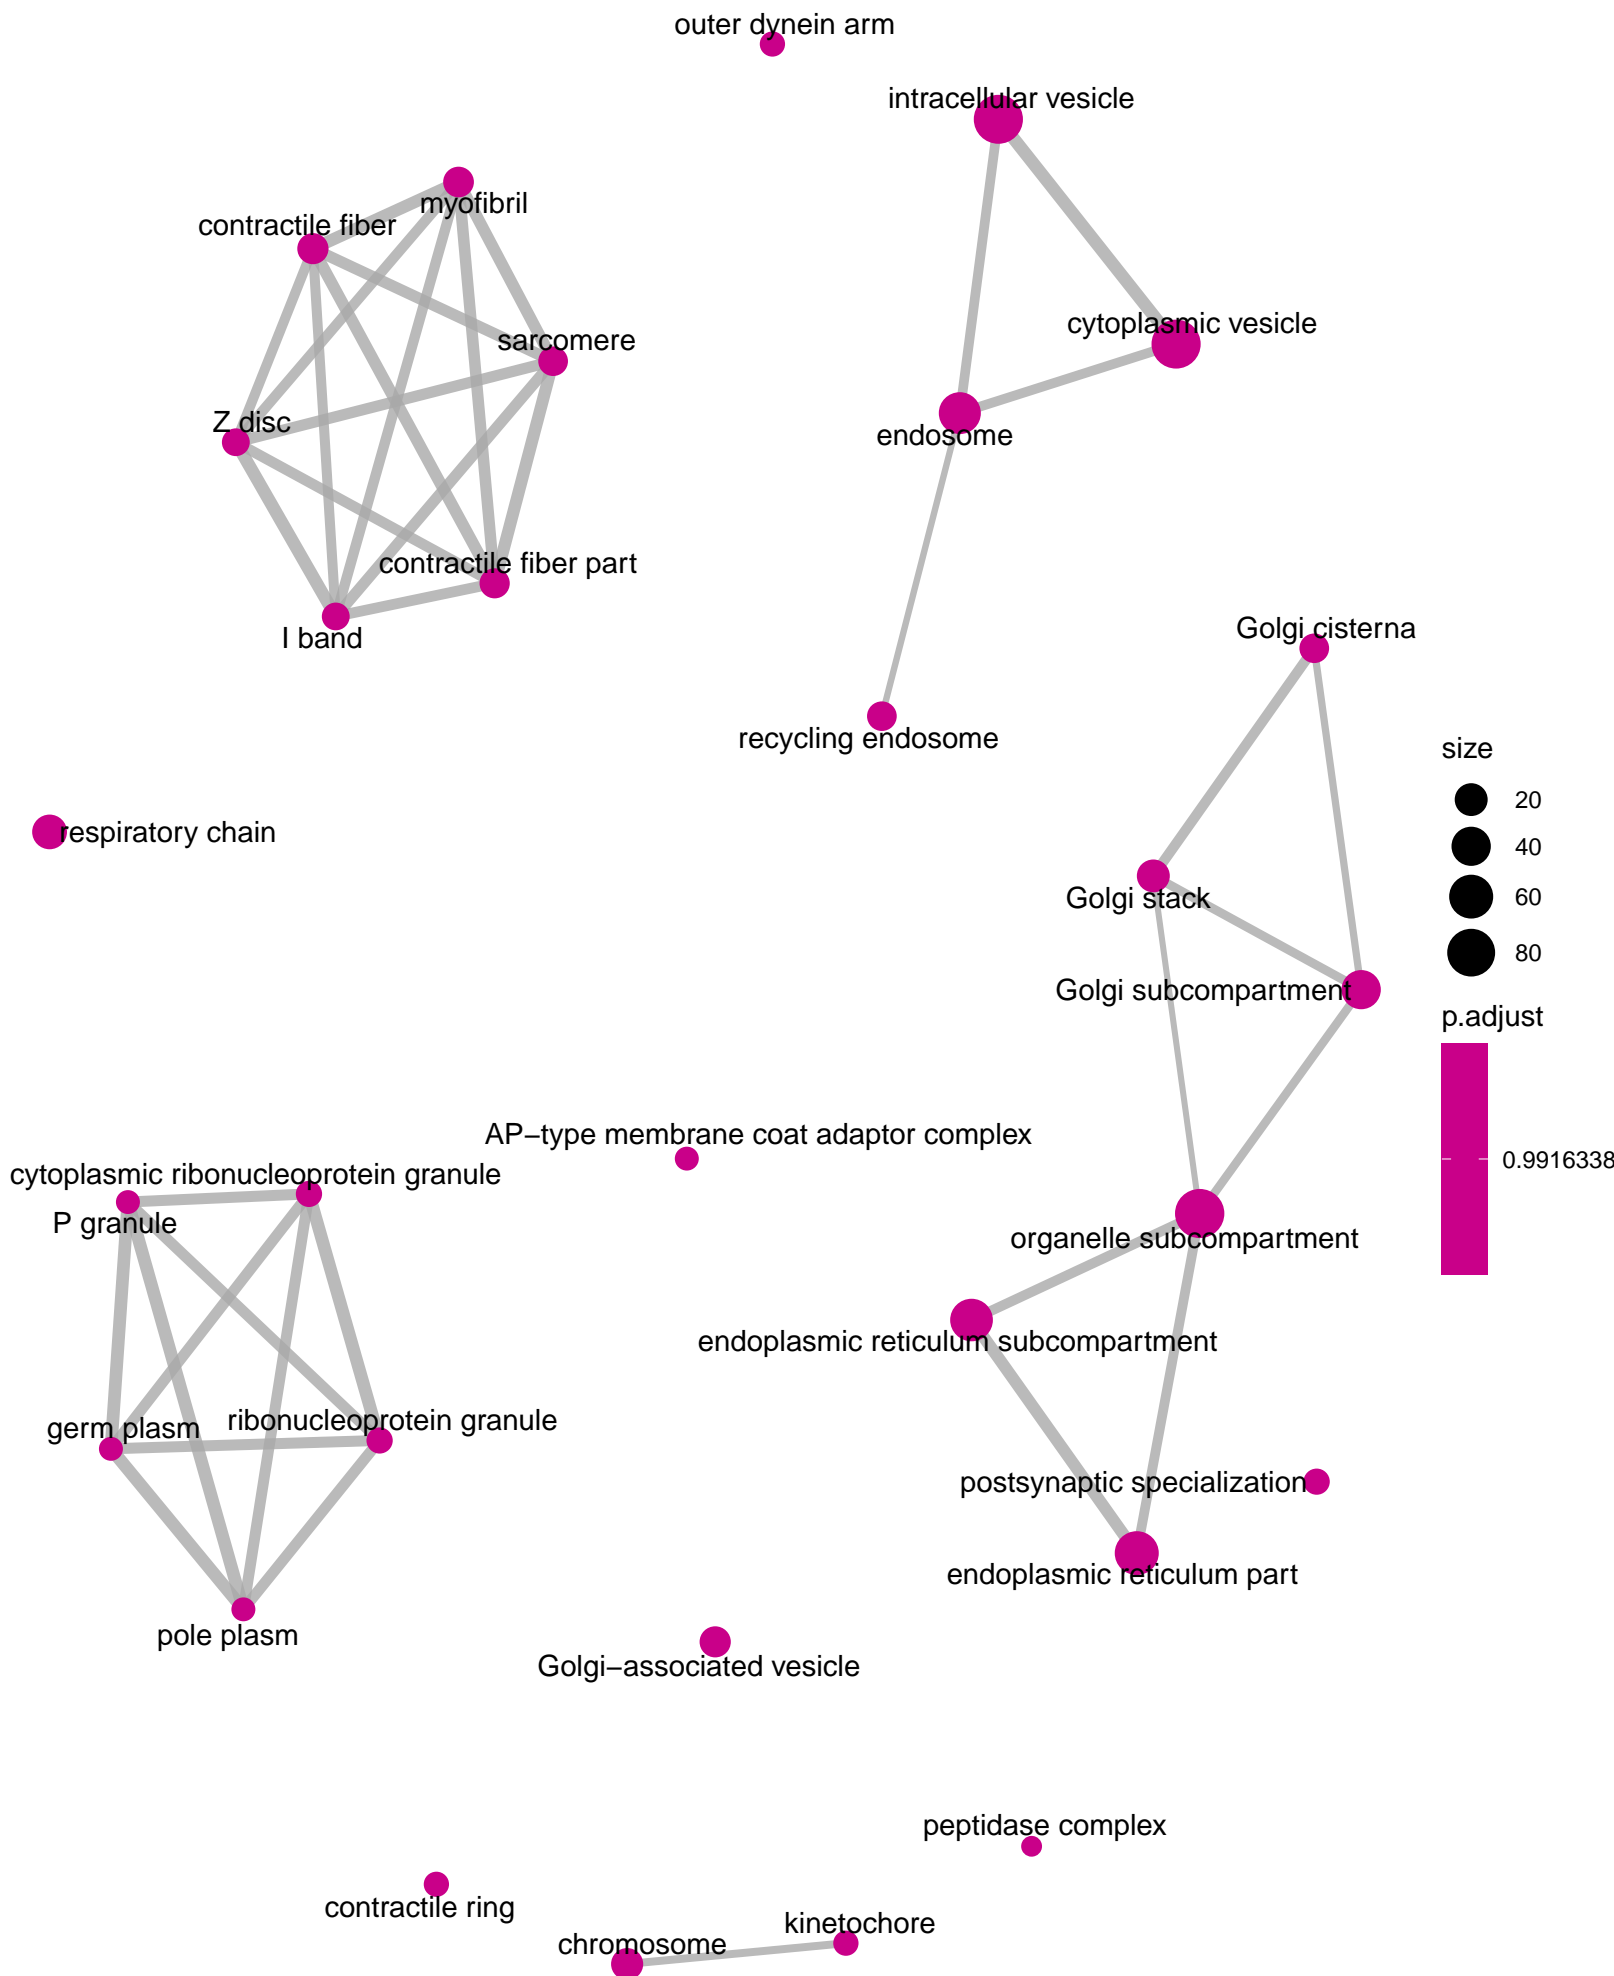 outer dynein arm
intracellular vesicle
myofibril
contractile fiber
cytoplasmic vesicle
sarcomere
Z disc
endosome
contractile fiber part
I band
Golgi cisterna
recycling endosome
size
20
respiratory chain
40
Golgi stack
60
80
Golgi subcompartment
p.adjust
AP−type membrane coat adaptor complex
0.9916338
cytoplasmic ribonucleoprotein granule
P granule
organelle subcompartment
endoplasmic reticulum subcompartment
ribonucleoprotein granule
germ plasm
postsynaptic specialization
endoplasmic reticulum part
pole plasm
Golgi−associated vesicle
peptidase complex
contractile ring
kinetochore
chromosome